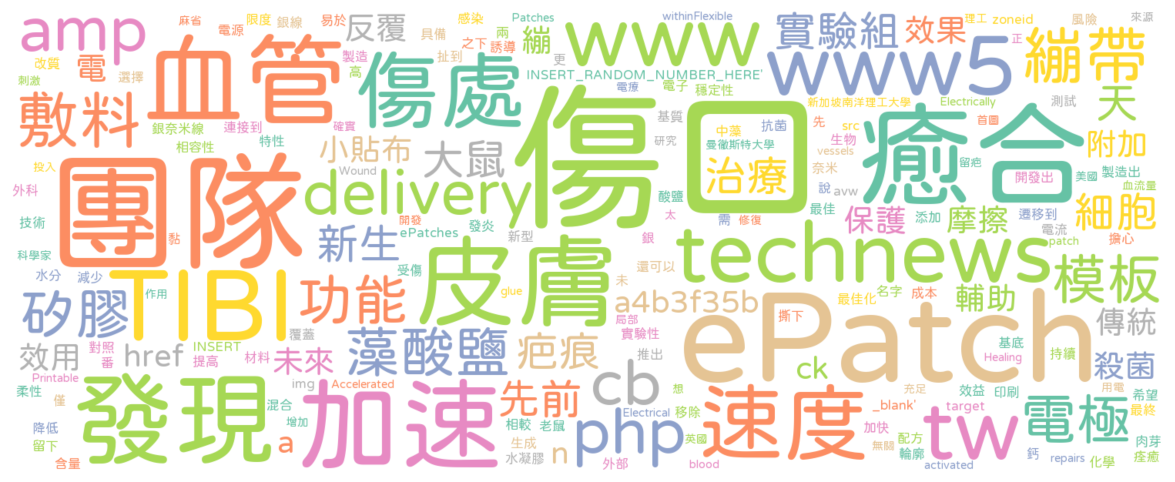 amp
麻省
電源
限度
銀線
易於
反覆
感染
具備
兩
Patches
誘導
之下
扯到
繃
更
www
withinFlexible
INSERT_RANDOM_NUMBER_HERE'
實驗組
效果
理工
zoneid
風險
來源
正
www5
繃帶
改質
電
選擇
刺激
血管
製造
高
傷處
電療
電子
穩定性
新加坡南洋理工大學
Electrically
測試
天
敷料
銀奈米線
連接到
確實
相容性
特性
小貼布
大鼠
基質
研究
傷口
中藻
抗菌
先
src
首圖
曼徹斯特大學
生物
vessels
留疤
癒合
附加
治療
奈米
說
開發出
美國
製造出
血流量
外科
投入
團隊
Wound
delivery
酸鹽
太
avw
最佳
需
修復
保護
添加
摩擦
遷移到
電流
細胞
技術
科學家
黏
開發
發炎
ePatches
新型
銀
新生
皮膚
technews
patch
擔心
模板
水分
減少
作用
受傷
glue
未
還可以
TIBI
功能
a4b3f35b
最佳化
名字
成本
輔助
矽膠
覆蓋
局部
實驗性
撕下
ePatch
傳統
效用
對照
番
INSERT
提高
href
材料
未來
藻酸鹽
疤痕
推出
基底
Healing
持續
殺菌
Printable
柔性
僅
img
Accelerated
cb
想
ck
充足
效益
印刷
用電
希望
最終
發現
混合
增加
加速
先前
相較
老鼠
Electrical
移除
速度
_blank'
加快
target
電極
降低
留下
含量
a
生成
水凝膠
n
php
外部
英國
blood
無關
配方
輪廓
activated
tw
鈣
repairs
化學
肉芽
痊癒